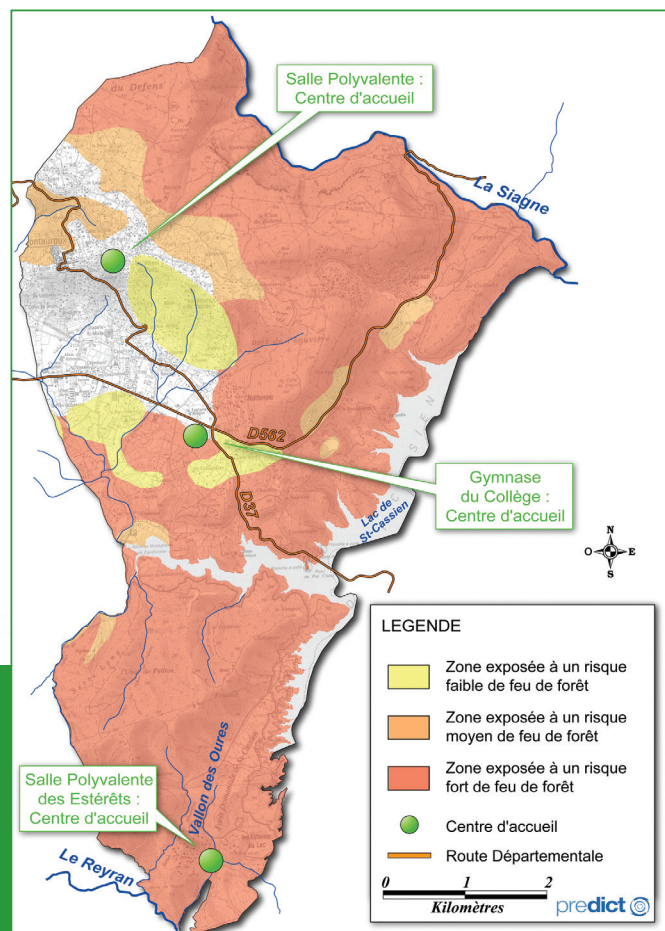 du Defens
Salle Polyvalente :
Centre d'accueil
La Siagne
D562
D37
Gymnase
du Collège :
Centre d'accueil
Lac de
St-Cassien
N
O E
S
LEGENDE
Zone exposée à un risque
faible de feu de forêt
Zone exposée à un risque
moyen de feu de forêt
Zone exposée à un risque
fort de feu de forêt
Centre d'accueil
Route Départementale
0 1 2
Kilomètres
predict
Salle Polyvalente
des Estérêts :
Centre d'accueil
Vallon des Oures
Le Reyran